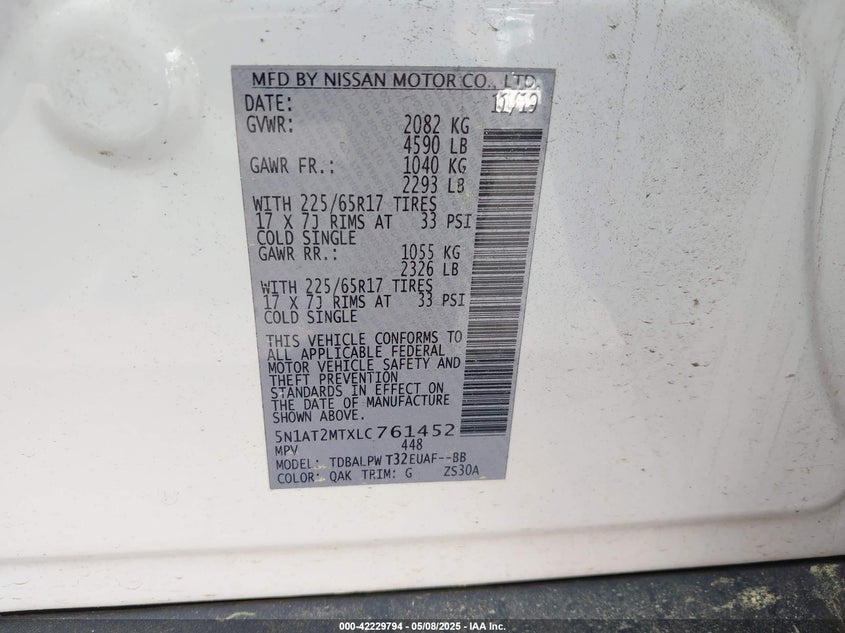 MFD BY NISSAN MOTOR CO., LTD.
DATE: 11/19
GVWR: 2082 KG
4590 LB
GAWR FR.: 1040 KG
2293 LB
WITH 225/65R17 TIRES
17 X 7J RIMS AT 33 PSI
COLD SINGLE
GAWR RR.: 1055 KG
2326 LB
WITH 225/65R17 TIRES
17 X 7J RIMS AT 33 PSI
COLD SINGLE
THIS VEHICLE CONFORMS TO
ALL APPLICABLE FEDERAL
MOTOR VEHICLE SAFETY AND
THEFT PREVENTION
STANDARDS IN EFFECT ON
THE DATE OF MANUFACTURE
SHOWN ABOVE.
5N1AT2MTXLC761452
MPV 448
MODEL: TDBALPW T32EUAF--BB
COLOR: QAK TRIM: G ZS30A
000-42229794 - 05/08/2025 - IAA Inc.